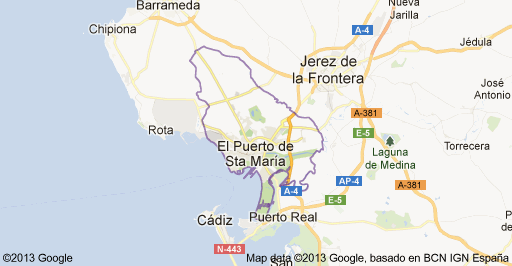 Barrameda
Chipiona
A-4
Nueva
Jarilla
Jédula
Jerez de
la Frontera
José
Antonio
Rota
A-381
E-5
El Puerto de
Sta Maria
Laguna
de Medina
Torrecera
A-4
AP-4
A-381
E-5
Cádiz
Puerto Real
N-443
San
©2013 Google
Map data ©2013 Google, basado en BCN IGN España